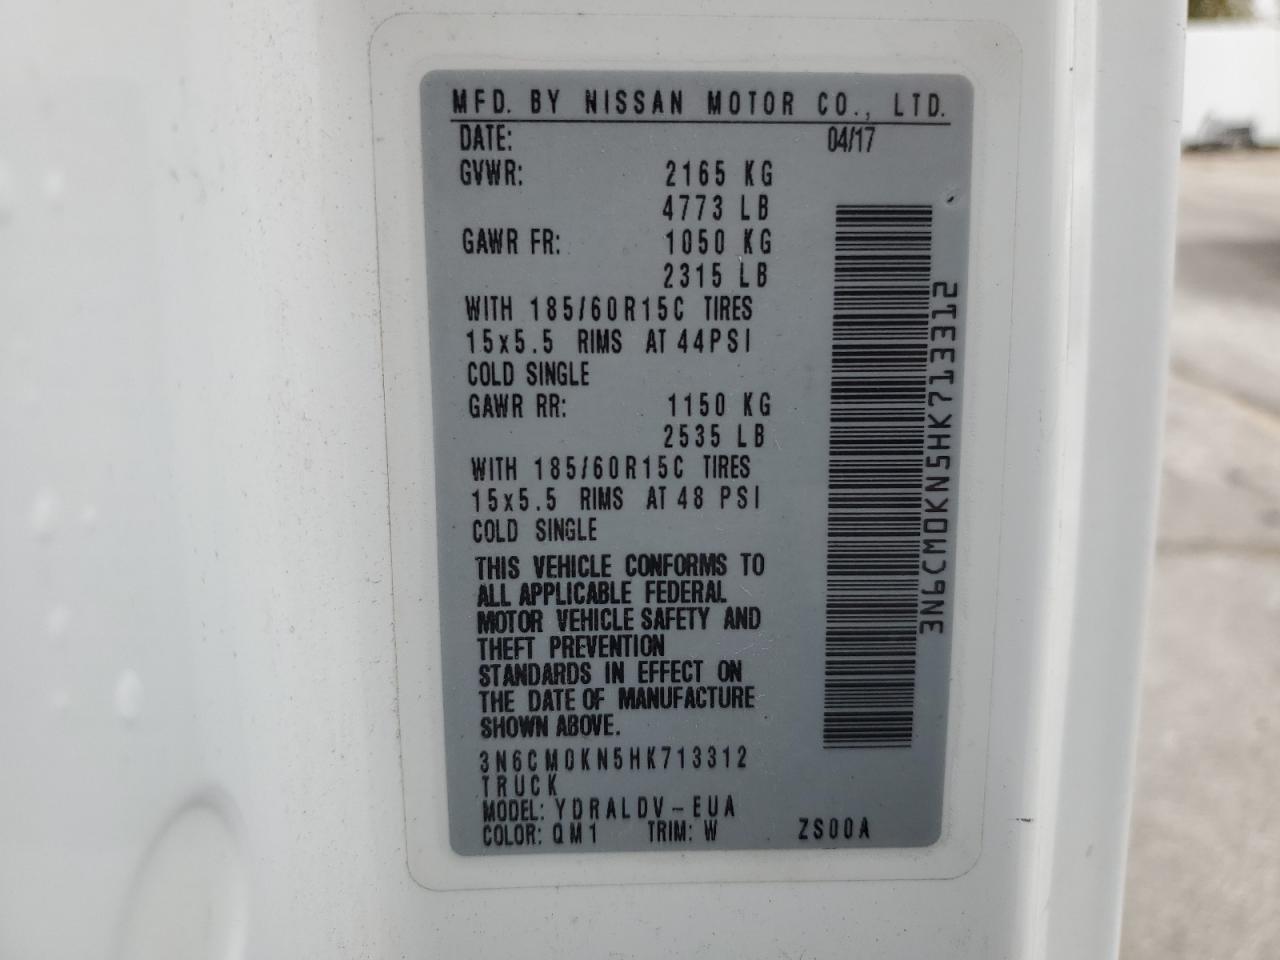 MFD. BY NISSAN MOTOR CO., LTD.
DATE: 04/17
GVWR: 2165 KG
4773 LB
GAWR FR: 1050 KG
2315 LB
WITH 185/60R15C TIRES
15x5.5 RIMS AT 44PSI
COLD SINGLE
GAWR RR: 1150 KG
2535 LB
WITH 185/60R15C TIRES
15x5.5 RIMS AT 48 PSI
COLD SINGLE
THIS VEHICLE CONFORMS TO
ALL APPLICABLE FEDERAL
MOTOR VEHICLE SAFETY AND
THEFT PREVENTION
STANDARDS IN EFFECT ON
THE DATE OF MANUFACTURE
SHOWN ABOVE.
3N6CM0KN5HK713312
TRUCK
MODEL: YDRALDV-EUA
COLOR: QM1 TRIM: W ZS00A
3N6CM0KN5HK713312